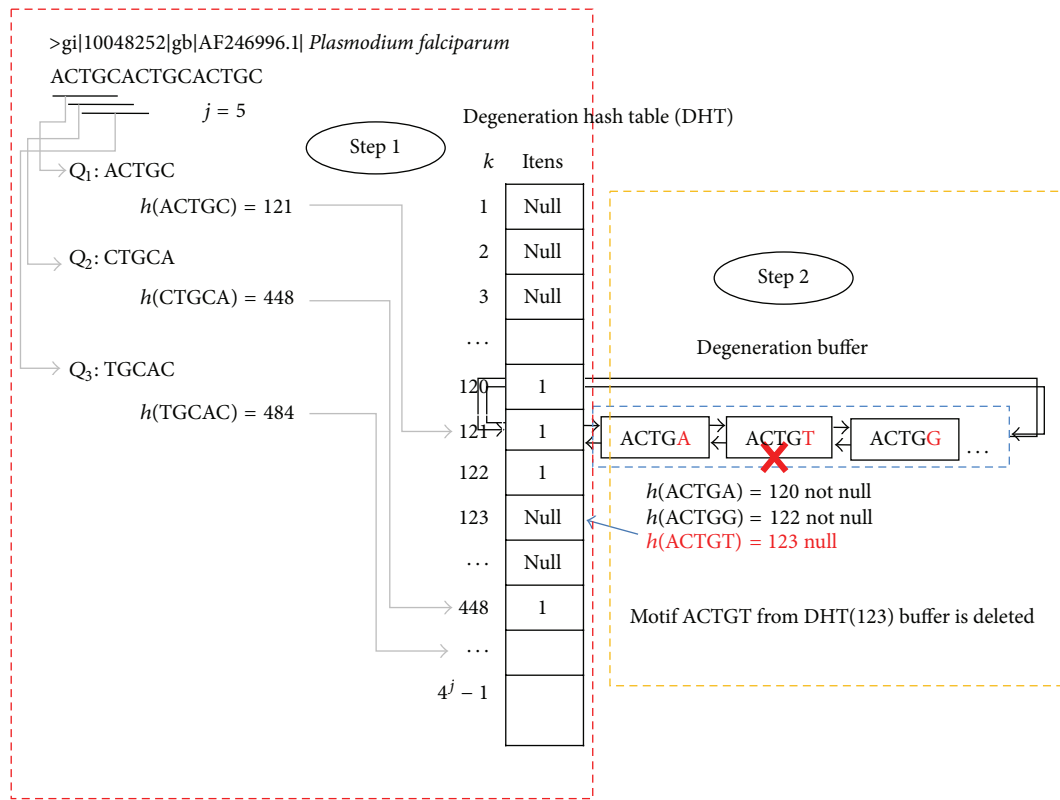 >gi|10048252|gb|AF246996.1| Plasmodium falciparum
ACTGCACTGCACTGC
j = 5
Step 1
Q1: ACTGC
h(ACTGC) = 121
Q2: CTGCA
h(CTGCA) = 448
Q3: TGCAC
h(TGCAC) = 484
Degeneration hash table (DHT)
k Itens
1 Null
2 Null
3 Null
...
120 1
121 1
122 1
123 Null
... Null
448 1
...
4^j − 1
Step 2
Degeneration buffer
ACTGA ACTGT ACTGG ...
h(ACTGA) = 120 not null
h(ACTGG) = 122 not null
h(ACTGT) = 123 null
Motif ACTGT from DHT(123) buffer is deleted